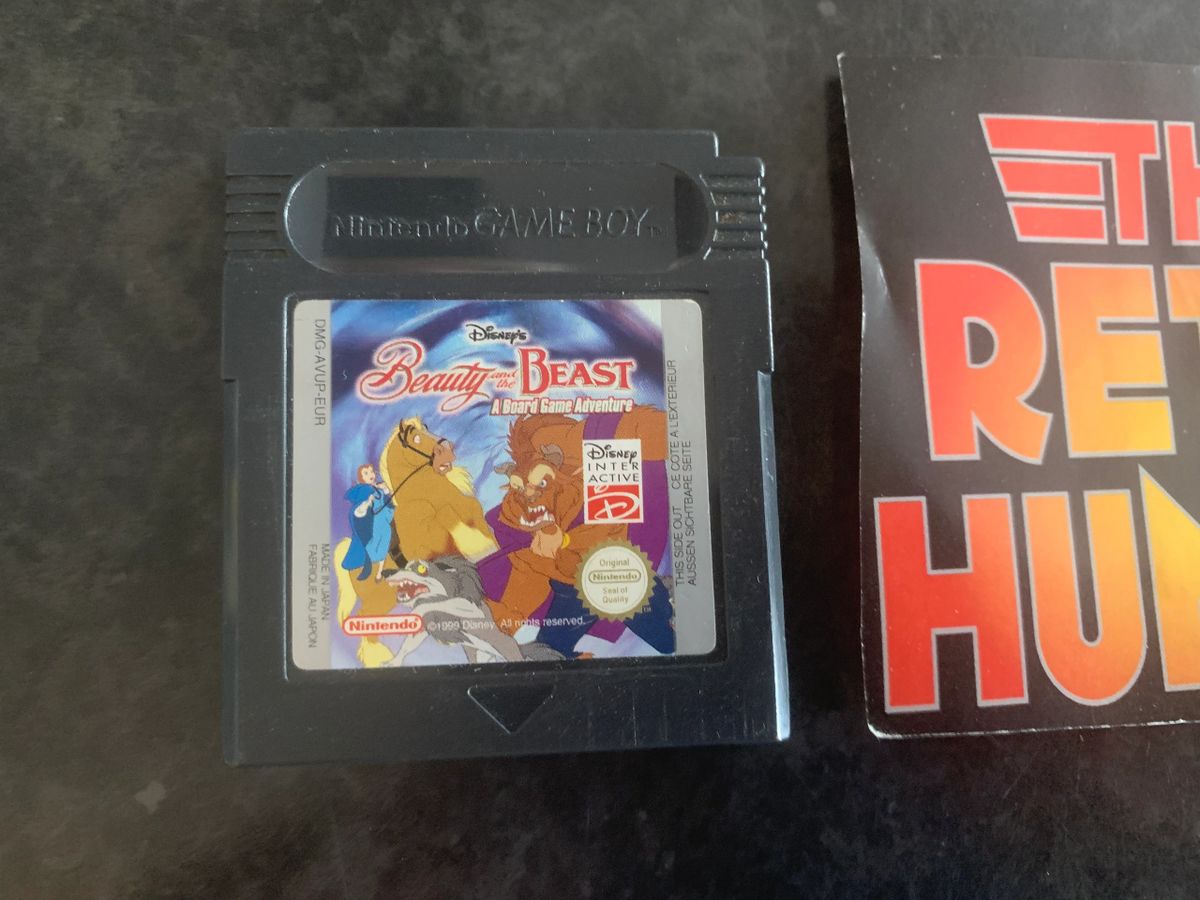 Nintendo GAME BOY TM
DMG-AVUP-EUR
DISNEY'S
Beauty and the BEAST
A Board Game Adventure
DISNEY
INTER
ACTIVE
D
THIS SIDE OUT CE COTE A L'EXTERIEUR
AUSSEN SICHTBARE SEITE
MADE IN JAPAN
FABRIQUE AU JAPON
Original
Nintendo
Seal of
Quality
TM
Nintendo
©1999 Disney. All rights reserved.
TH
RET
HUN